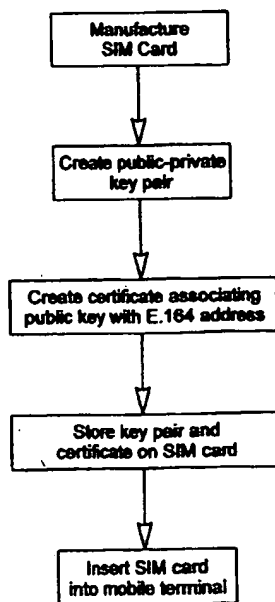 Manufacture
SIM Card
Create public-private
key pair
Create certificate associating
public key with E.164 address
Store key pair and
certificate on SIM card
Insert SIM card
into mobile terminal